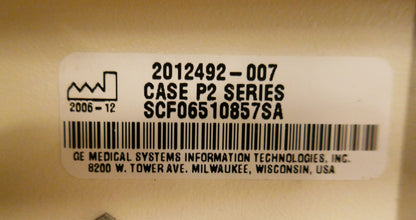 2012492-007
CASE P2 SERIES
SCF06510857SA
2006-12
GE MEDICAL SYSTEMS INFORMATION TECHNOLOGIES, INC.
8200 W. TOWER AVE. MILWAUKEE, WISCONSIN, USA